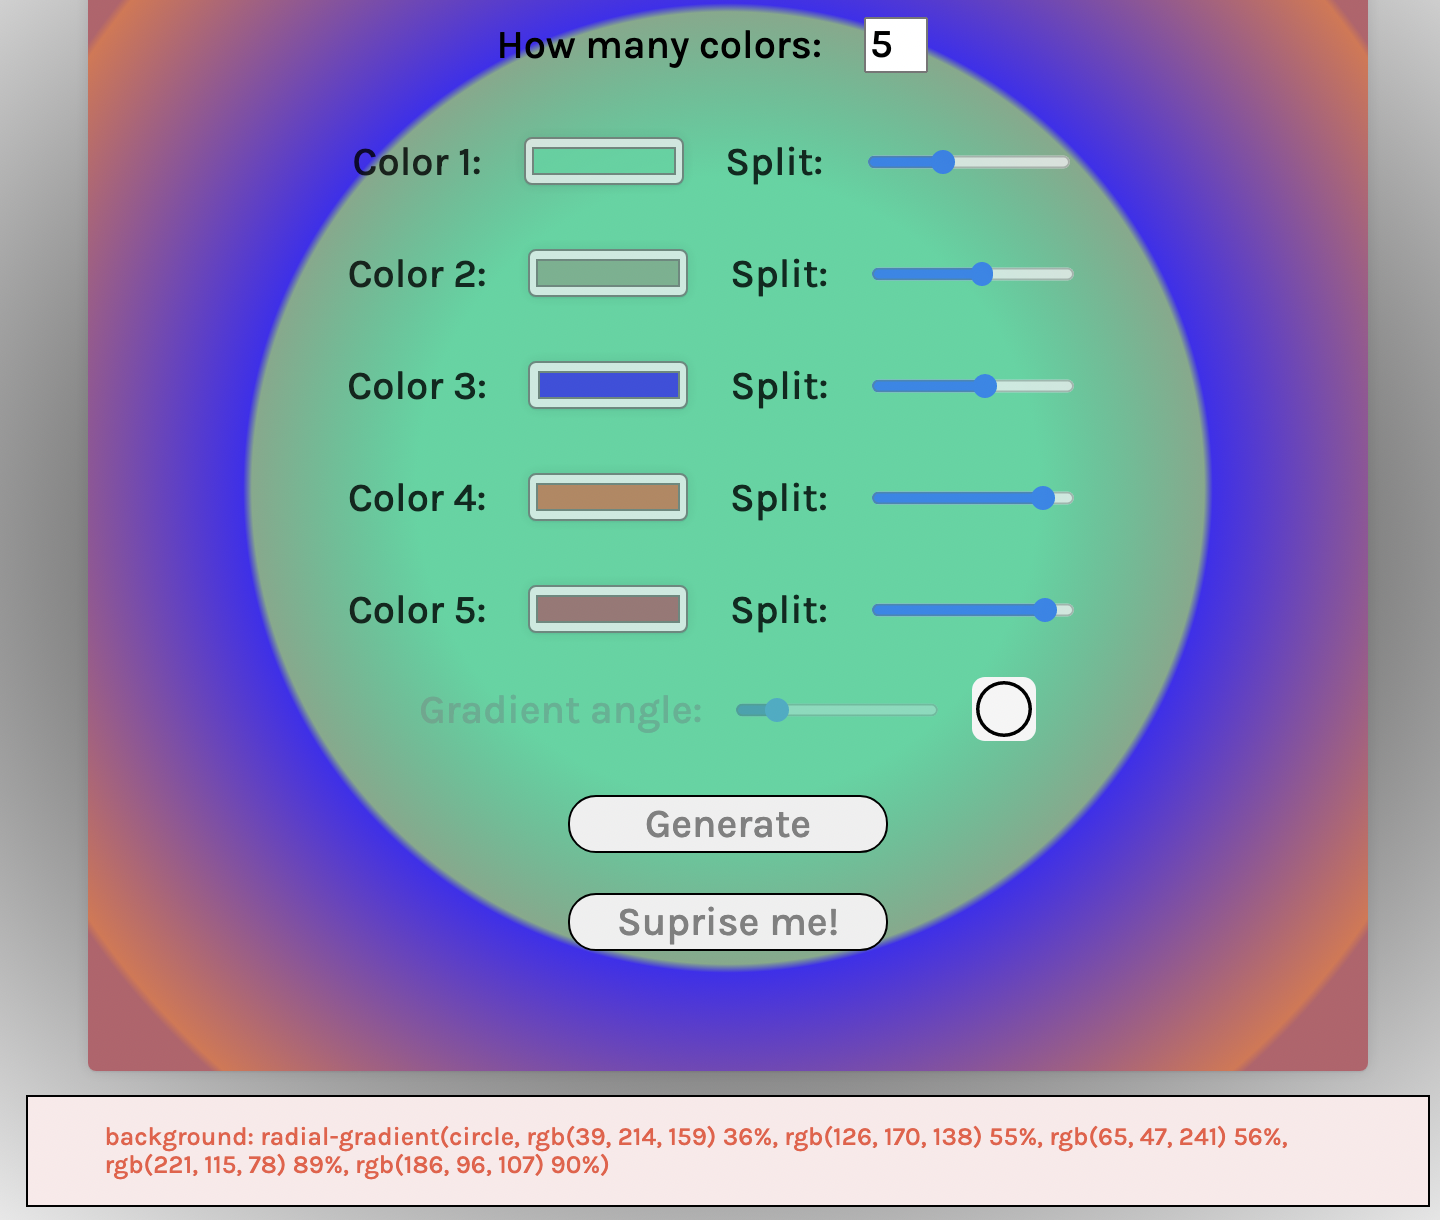 How many colors: 5
Color 1: Split:
Color 2: Split:
Color 3: Split:
Color 4: Split:
Color 5: Split:
Gradient angle:
Generate
Suprise me!
background: radial-gradient(circle, rgb(39, 214, 159) 36%, rgb(126, 170, 138) 55%, rgb(65, 47, 241) 56%,
rgb(221, 115, 78) 89%, rgb(186, 96, 107) 90%)